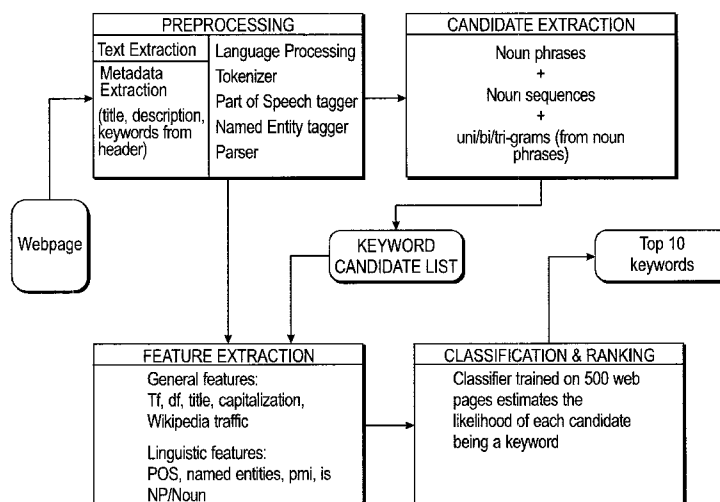 PREPROCESSING
Text Extraction
Metadata
Extraction
(title, description,
keywords from
header)
Language Processing
Tokenizer
Part of Speech tagger
Named Entity tagger
Parser
CANDIDATE EXTRACTION
Noun phrases
+
Noun sequences
+
uni/bi/tri-grams (from noun
phrases)
Webpage
KEYWORD
CANDIDATE LIST
Top 10
keywords
FEATURE EXTRACTION
General features:
Tf, df, title, capitalization,
Wikipedia traffic
Linguistic features:
POS, named entities, pmi, is
NP/Noun
CLASSIFICATION & RANKING
Classifier trained on 500 web
pages estimates the
likelihood of each candidate
being a keyword